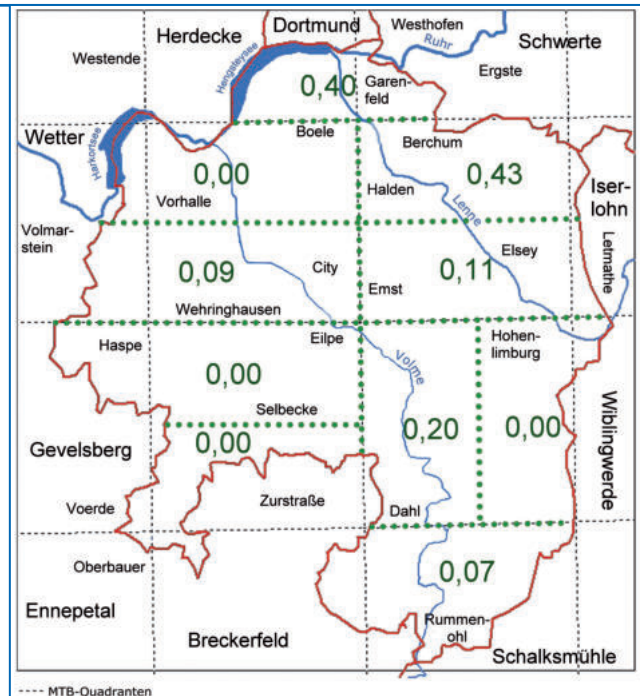 Dortmund
Herdecke
Westhofen
Schwerte
Ruhr
Westende
Hengsteysee
Ergste
0,40
Garen-
feld
Wetter
Harkortsee
Boele
Berchum
0,00
0,43
Iser-
lohn
Vorhalle
Halden
Lenne
Volmar-
stein
Letmathe
0,09
City
0,11
Elsey
Emst
Wehringhausen
Haspe
Eilpe
Hohen-
limburg
Volme
0,00
Selbecke
0,20
0,00
Wiblingwerde
Gevelsberg
0,00
Voerde
Zurstraße
Dahl
Oberbauer
0,07
Ennepetal
Rummen-
ohl
Breckerfeld
Schalksmühle
---- MTB-Quadranten